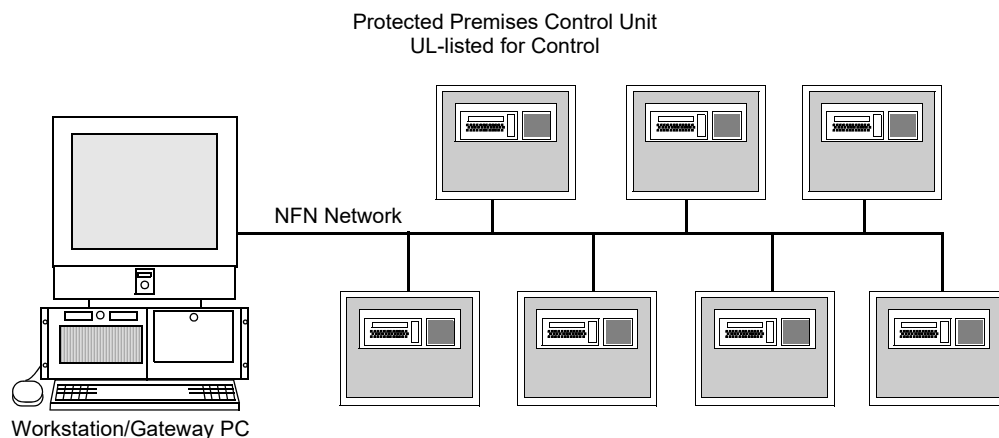 Protected Premises Control Unit
UL-listed for Control
NFN Network
Workstation/Gateway PC